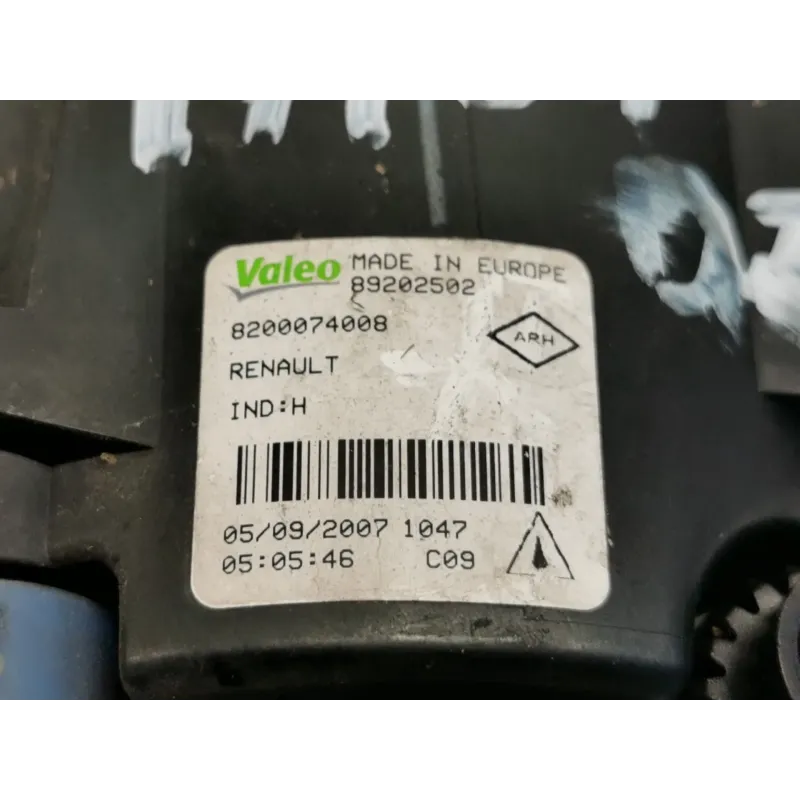 Valeo MADE IN EUROPE
89202502
8200074008
ARH
RENAULT
IND:H
05/09/2007 1047
05:05:46 C09